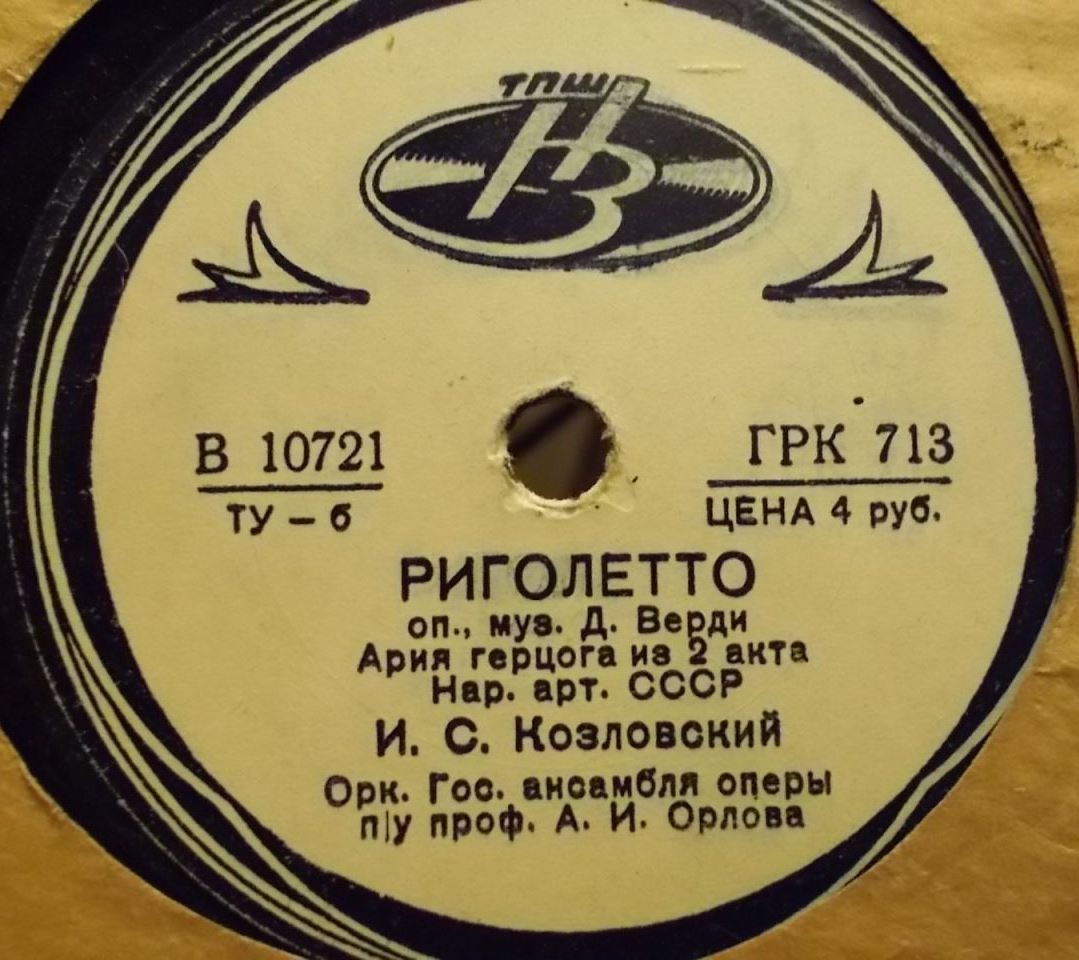 ТПШ
НЗ
В 10721
ТУ – 6
ГРК 713
ЦЕНА 4 руб.
РИГОЛЕТТО
оп., муз. Д. Верди
Ария герцога из 2 акта
Нар. арт. СССР
И. С. Козловский
Орк. Гос. ансамбля оперы
п|у проф. А. И. Орлова